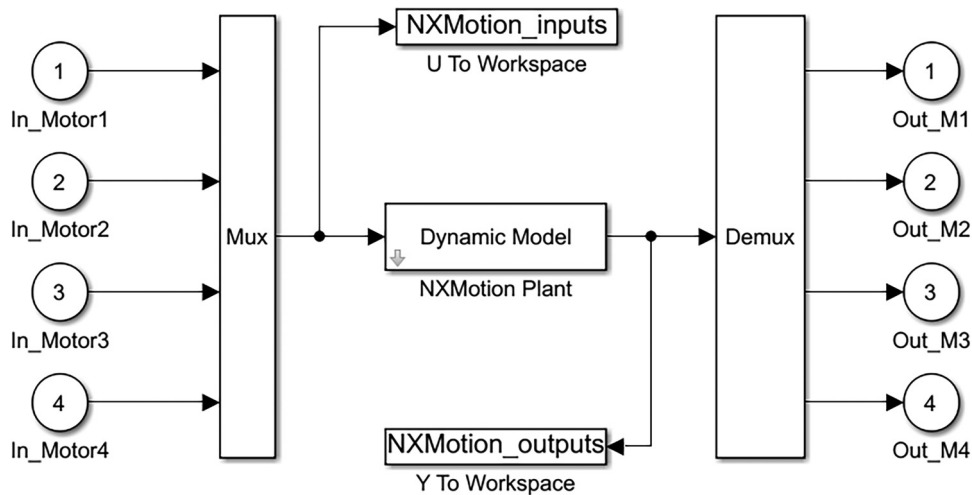 NXMotion_inputs
U To Workspace
1
In_Motor1
2
In_Motor2
3
In_Motor3
4
In_Motor4
Mux
Dynamic Model
NXMotion Plant
NXMotion_outputs
Y To Workspace
Demux
1
Out_M1
2
Out_M2
3
Out_M3
4
Out_M4